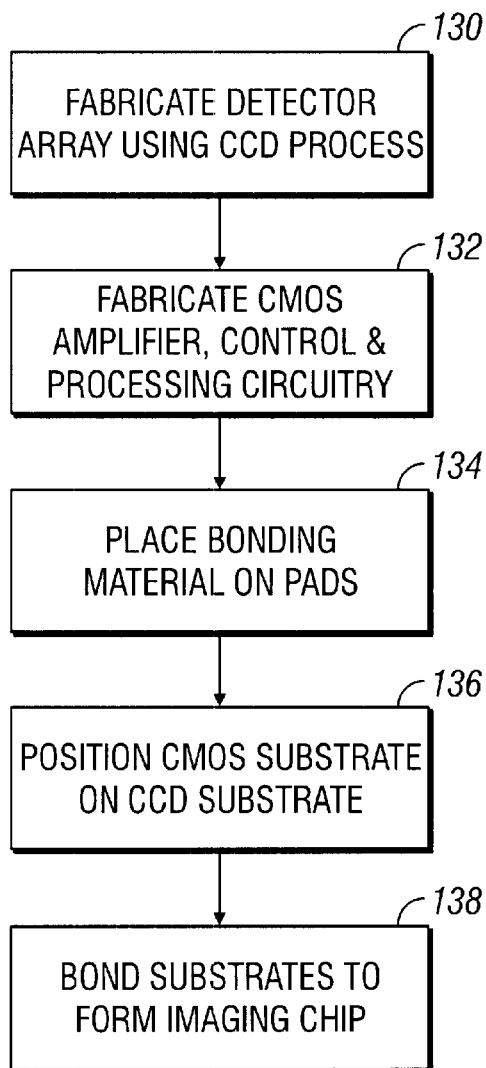 130
FABRICATE DETECTOR
ARRAY USING CCD PROCESS
132
FABRICATE CMOS
AMPLIFIER, CONTROL &
PROCESSING CIRCUITRY
134
PLACE BONDING
MATERIAL ON PADS
136
POSITION CMOS SUBSTRATE
ON CCD SUBSTRATE
138
BOND SUBSTRATES TO
FORM IMAGING CHIP